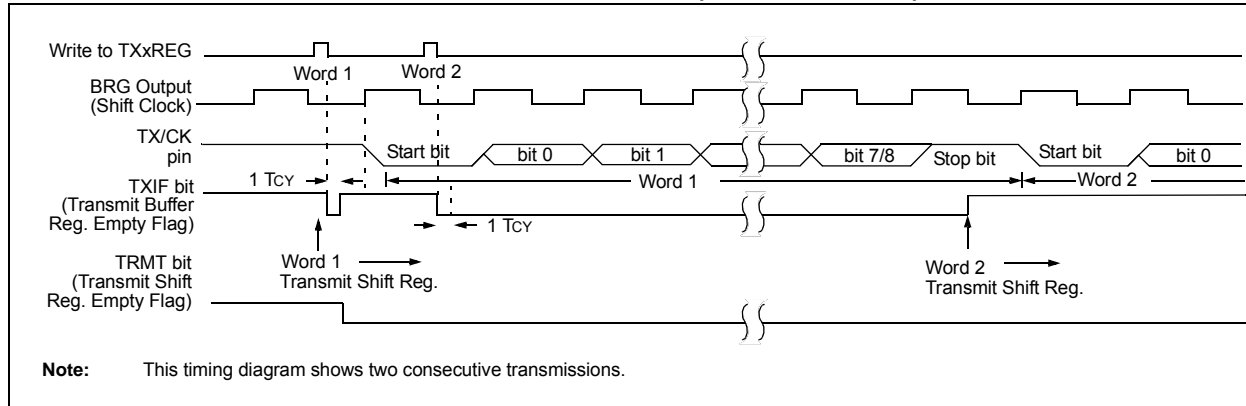 Write to TXxREG
Word 1
Word 2
BRG Output
(Shift Clock)
TX/CK
pin
Start bit
bit 0
bit 1
bit 7/8
Stop bit
Start bit
bit 0
1 TCY
Word 1
Word 2
TXIF bit
(Transmit Buffer
Reg. Empty Flag)
1 TCY
Word 1
Transmit Shift Reg.
Word 2
Transmit Shift Reg.
TRMT bit
(Transmit Shift
Reg. Empty Flag)
Note: This timing diagram shows two consecutive transmissions.